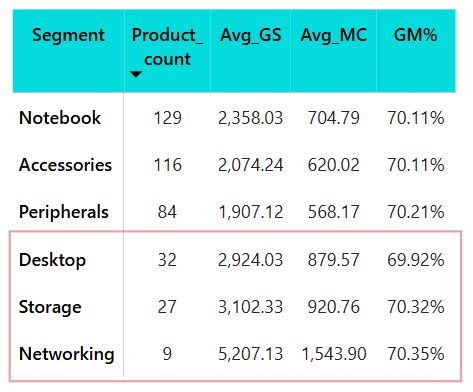 Segment Product_count Avg_GS Avg_MC GM%
Notebook 129 2,358.03 704.79 70.11%
Accessories 116 2,074.24 620.02 70.11%
Peripherals 84 1,907.12 568.17 70.21%
Desktop 32 2,924.03 879.57 69.92%
Storage 27 3,102.33 920.76 70.32%
Networking 9 5,207.13 1,543.90 70.35%